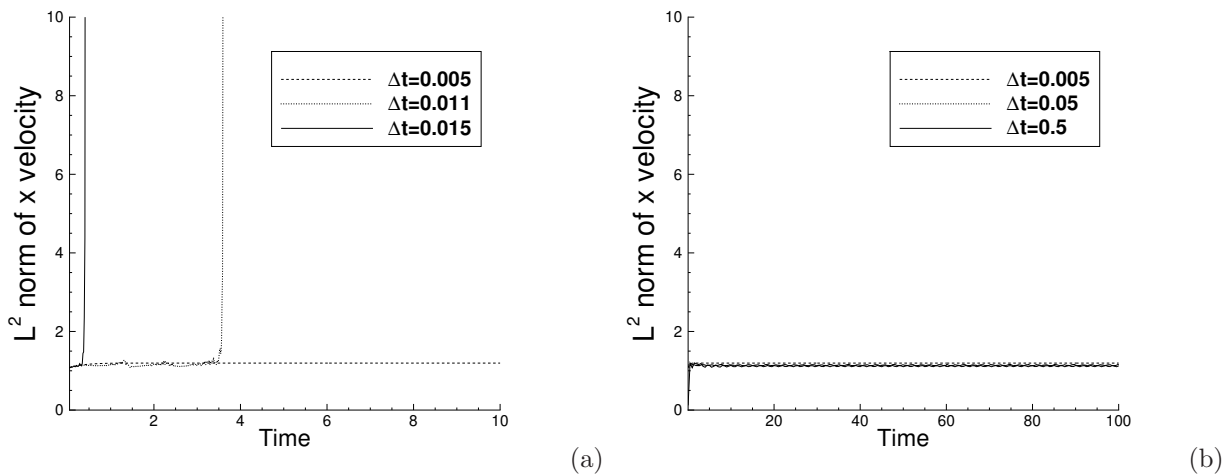 10
8
6
4
2
0
L² norm of x velocity
Δt=0.005
Δt=0.011
Δt=0.015
2
4
6
8
10
Time
(a)
10
8
6
4
2
0
L² norm of x velocity
Δt=0.005
Δt=0.05
Δt=0.5
20
40
60
80
100
Time
(b)